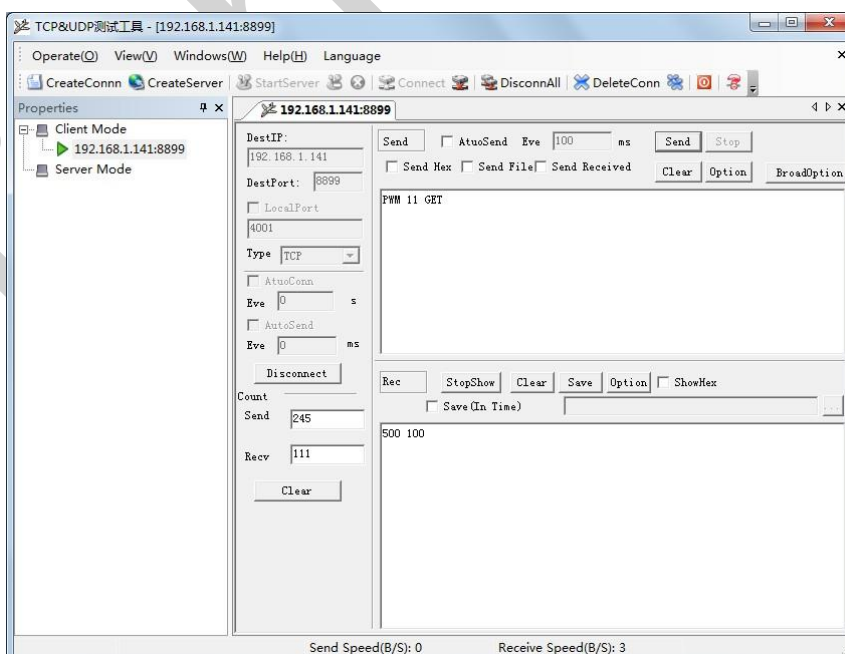 TCP&UDP测试工具 - [192.168.1.141:8899]
Operate(O) View(V) Windows(W) Help(H) Language
CreateConnn CreateServer StartServer Connect DisconnAll DeleteConn
Properties
Client Mode
192.168.1.141:8899
Server Mode
192.168.1.141:8899
DestIP:
192.168.1.141
DestPort: 8899
LocalPort
4001
Type TCP
AtuoConn
Eve 0 s
AutoSend
Eve 0 ms
Disconnect
Count
Send 245
Recv 111
Clear
Send AtuoSend Eve 100 ms Send Stop
Send Hex Send File Send Received Clear Option BroadOption
PWM 11 GET
Rec StopShow Clear Save Option ShowHex
Save(In Time) ...
500 100
Send Speed(B/S): 0 Receive Speed(B/S): 3